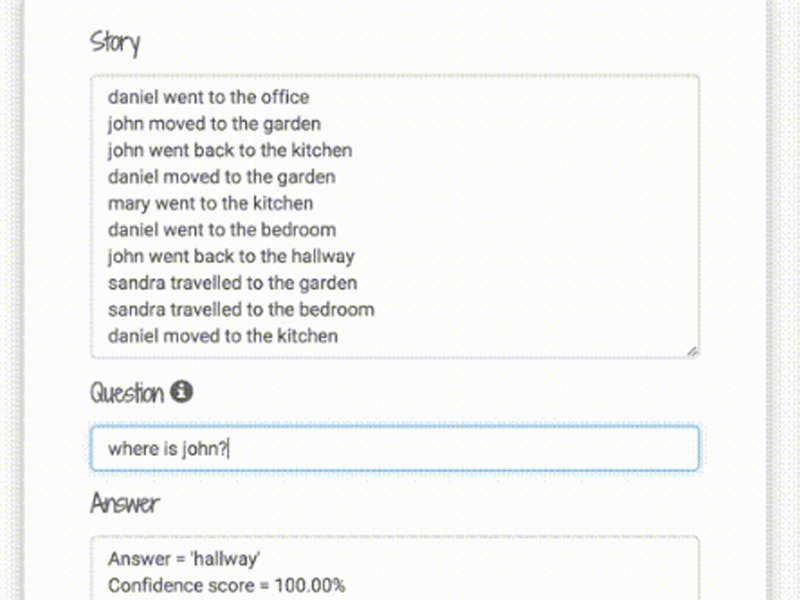 Story
daniel went to the office
john moved to the garden
john went back to the kitchen
daniel moved to the garden
mary went to the kitchen
daniel went to the bedroom
john went back to the hallway
sandra travelled to the garden
sandra travelled to the bedroom
daniel moved to the kitchen
Question
where is john?
Answer
Answer = 'hallway'
Confidence score = 100.00%